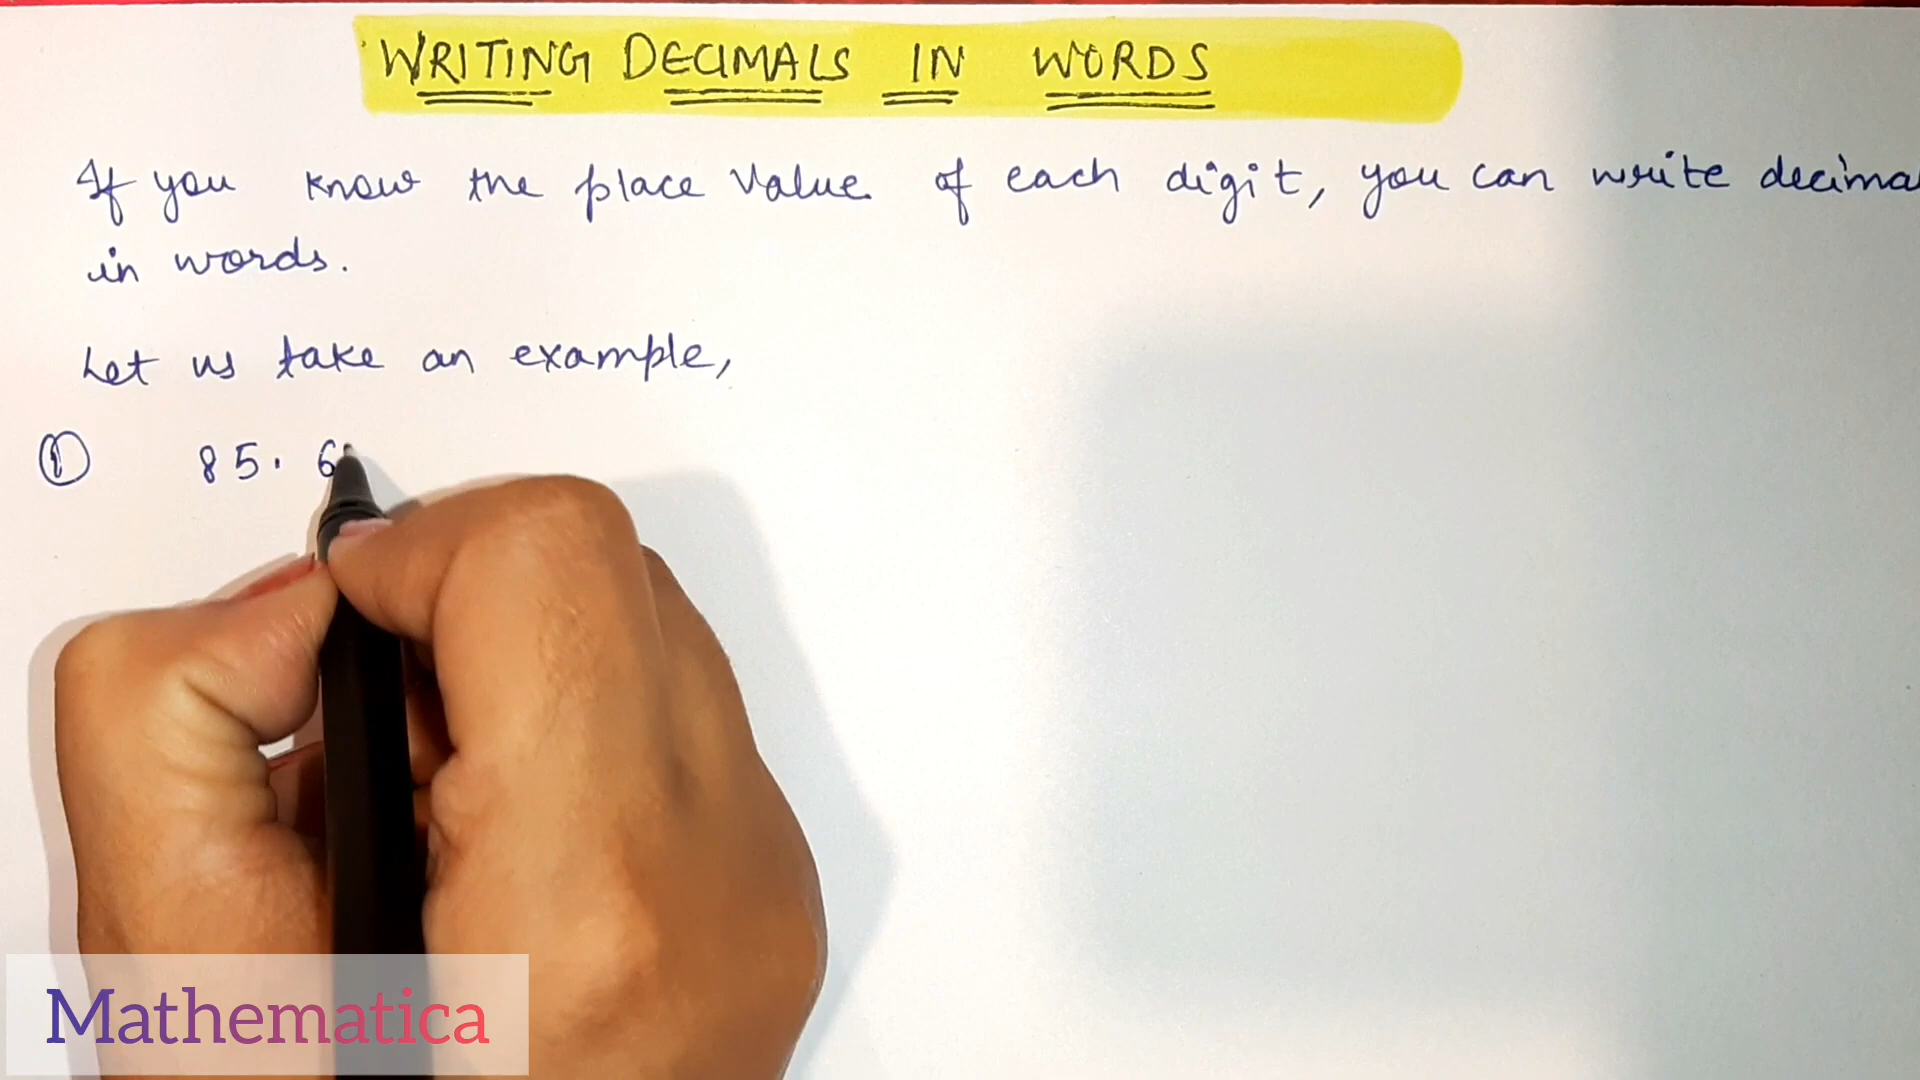 WRITING DECIMALS IN WORDS
If you know the place value of each digit, you can write decima
in words.
Let us take an example,
① 85. 6
Mathematica